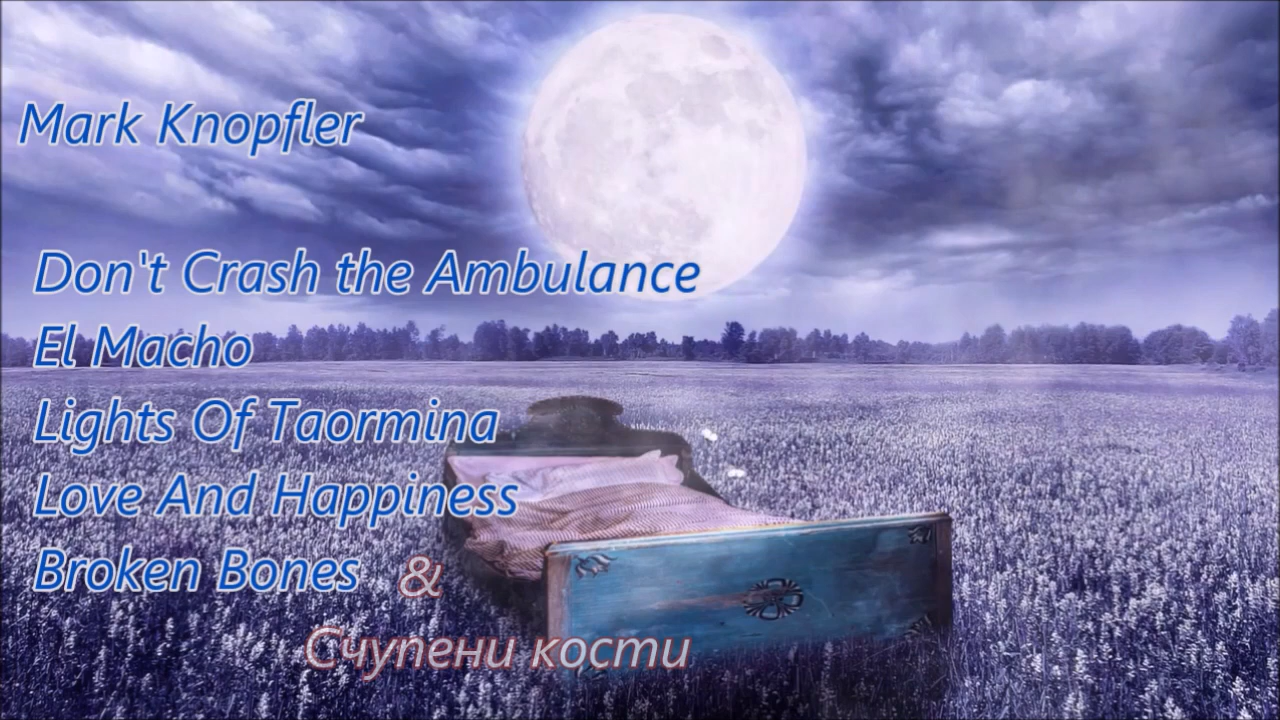 Mark Knopfler
Don't Crash the Ambulance
El Macho
Lights Of Taormina
Love And Happiness
Broken Bones &
Счупени кости